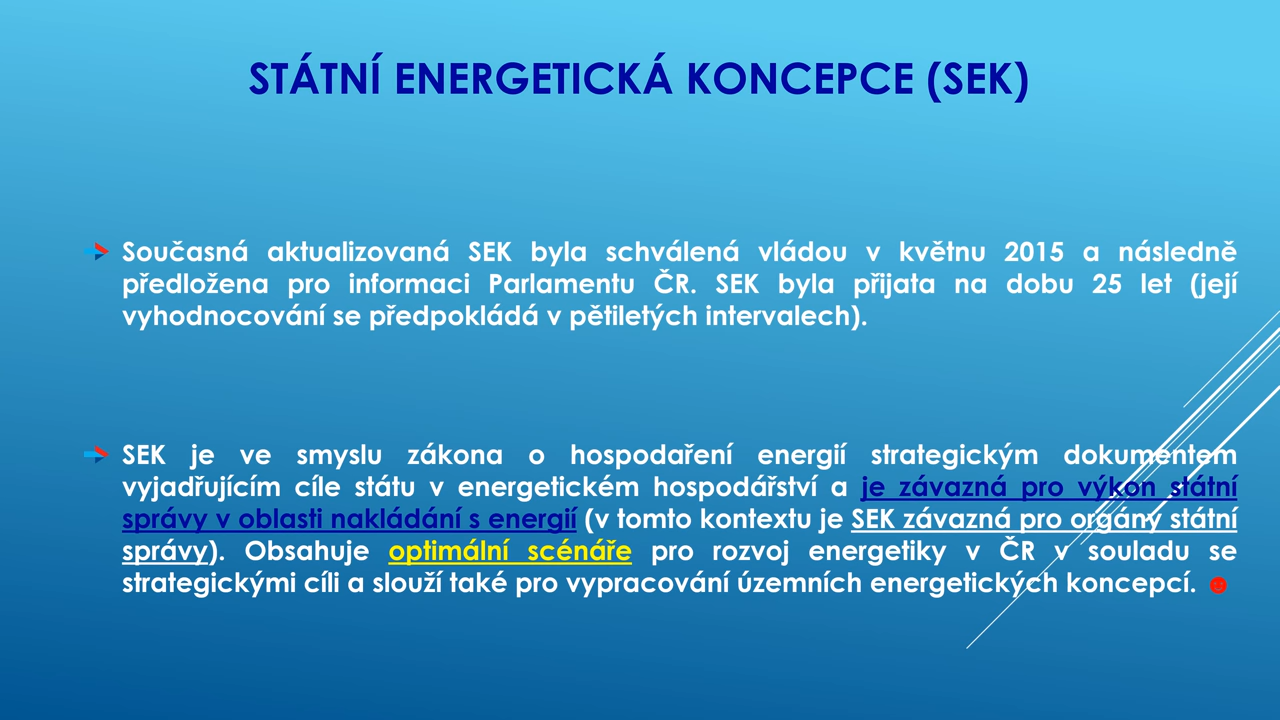 STÁTNÍ ENERGETICKÁ KONCEPCE (SEK)
Současná aktualizovaná SEK byla schválená vládou v květnu 2015 a následně
předložena pro informaci Parlamentu ČR. SEK byla přijata na dobu 25 let (její
vyhodnocování se předpokládá v pětiletých intervalech).
SEK je ve smyslu zákona o hospodaření energií strategickým dokumentem
vyjadřujícím cíle státu v energetickém hospodářství a je závazná pro výkon státní
správy v oblasti nakládání s energií (v tomto kontextu je SEK závazná pro orgány státní
správy). Obsahuje optimální scénáře pro rozvoj energetiky v ČR v souladu se
strategickými cíli a slouží také pro vypracování územních energetických koncepcí. ☻